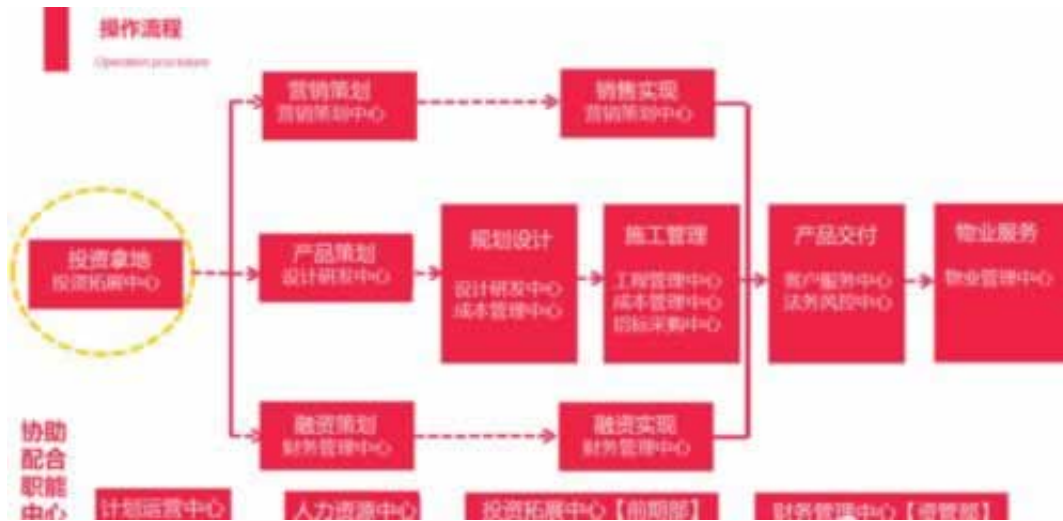 操作流程
Operation procedure
营销策划
营销策划中心
销售实现
营销策划中心
投资拿地
投资拓展中心
产品策划
设计研发中心
规划设计
设计研发中心
成本管理中心
施工管理
工程管理中心
成本管理中心
招标采购中心
产品交付
客户服务中心
法务风控中心
物业服务
物业管理中心
融资策划
财务管理中心
融资实现
财务管理中心
协助
配合
职能
中心
计划运营中心
人力资源中心
投资拓展中心【前期部】
财务管理中心【资管部】